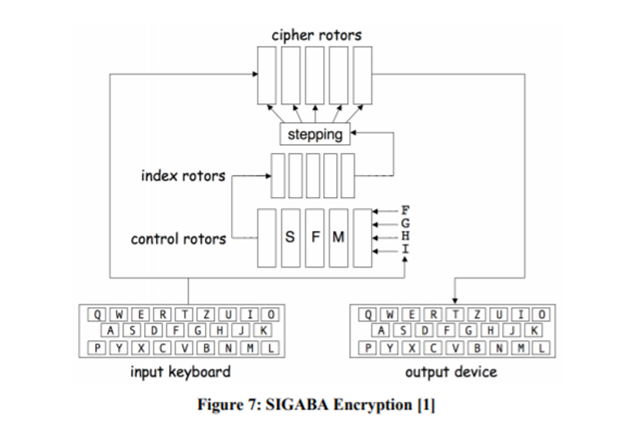 cipher rotors
stepping
index rotors
control rotors
S F M
F
G
H
I
Q W E R T Z U I O
A S D F G H J K
P Y X C V B N M L
input keyboard
Q W E R T Z U I O
A S D F G H J K
P Y X C V B N M L
output device
Figure 7: SIGABA Encryption [1]